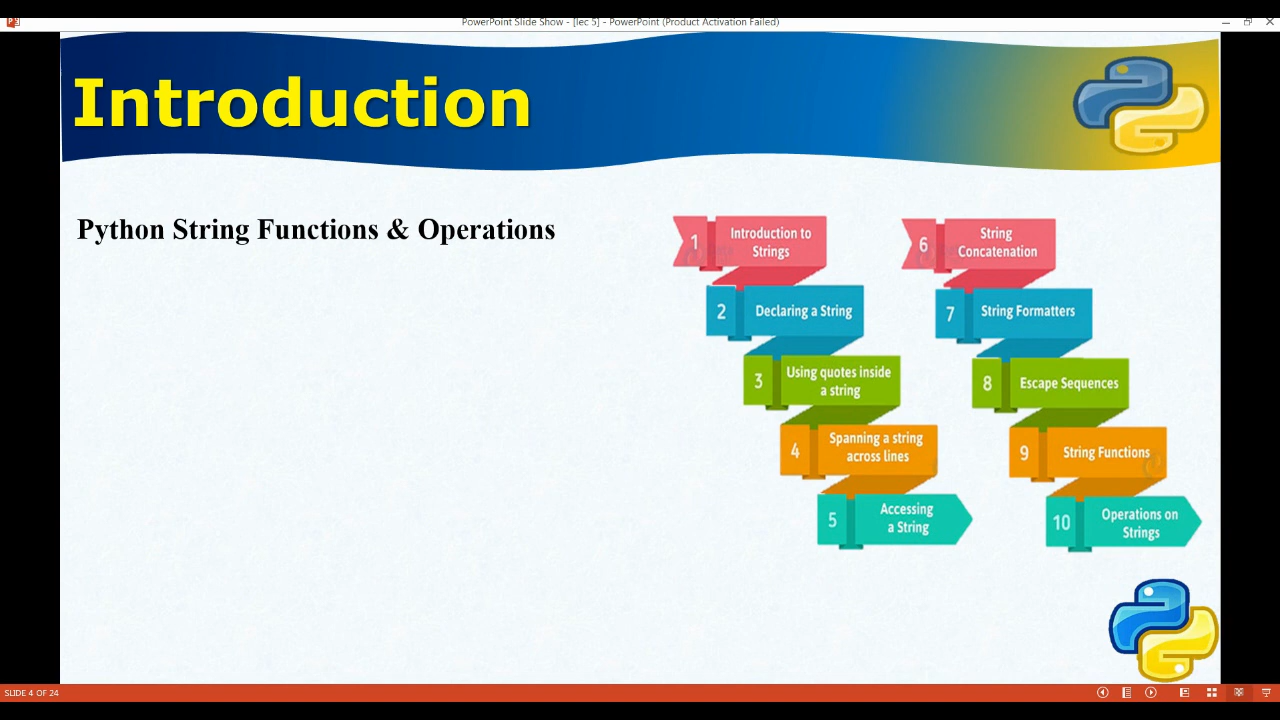 PowerPoint Slide Show - [lec 5] - PowerPoint (Product Activation Failed)
Introduction
Python String Functions & Operations
1
Introduction to
Strings
2
Declaring a String
3
Using quotes inside
a string
4
Spanning a string
across lines
5
Accessing
a String
6
String
Concatenation
7
String Formatters
8
Escape Sequences
9
String Functions
10
Operations on
Strings
SLIDE 4 OF 24